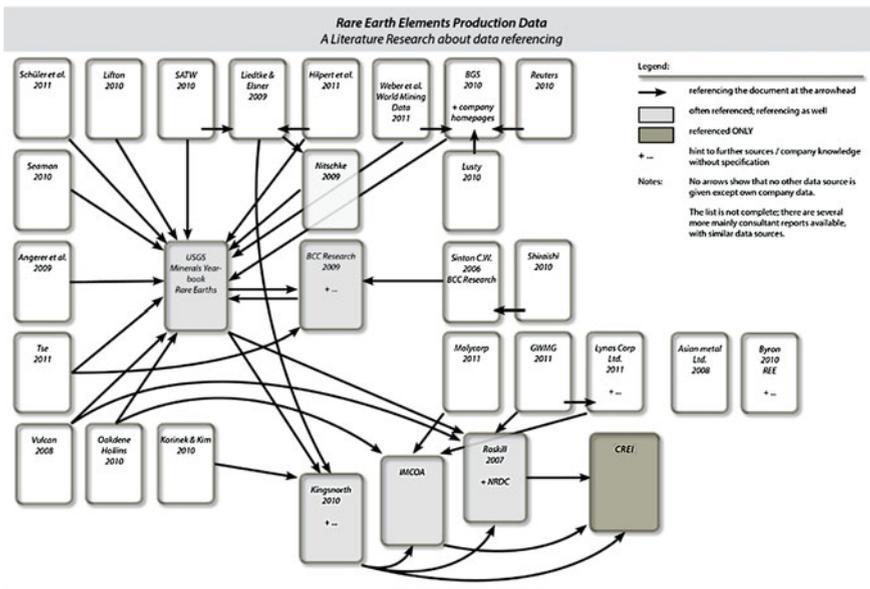 Rare Earth Elements Production Data
A Literature Research about data referencing
Schüler et al.
2011
Lifton
2010
SATW
2010
Liedtke &
Elsner
2009
Hilpert et al.
2011
Weber et al.
World Mining
Data
2011
BGS
2010
+ company
homepages
Reuters
2010
Legend:
referencing the document at the arrowhead
often referenced; referencing as well
referenced ONLY
+ ... hint to further sources / company knowledge
without specification
Notes: No arrows show that no other data source is
given except own company data.
The list is not complete; there are several
more mainly consultant reports available,
with similar data sources.
Seaman
2010
Nitschke
2009
Lusty
2010
Angerer et al.
2009
USGS
Minerals Year-
book
Rare Earths
BCC Research
2009
+ ...
Sinton C.W.
2006
BCC Research
Shiraishi
2010
Tse
2011
Molycorp
2011
GWMG
2011
Lynas Corp
Ltd.
2011
+ ...
Asian metal
Ltd.
2008
Byron
2010
REE
+ ...
Vulcan
2008
Oakdene
Hollins
2010
Korinek & Kim
2010
Kingsnorth
2010
+ ...
IMCOA
Roskill
2007
+ NRDC
CREI